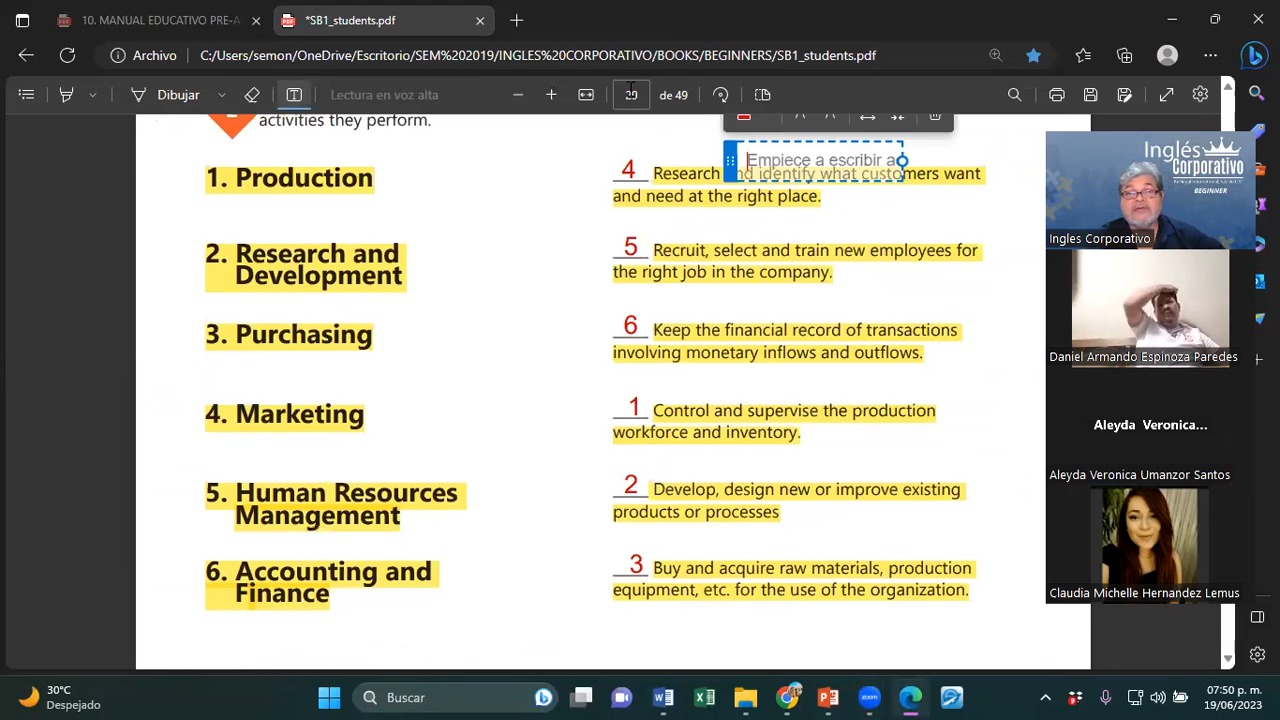 10. MANUAL EDUCATIVO PRE-A
*SB1_students.pdf
Archivo
C:/Users/semon/OneDrive/Escritorio/SEM%202019/INGLES%20CORPORATIVO/BOOKS/BEGINNERS/SB1_students.pdf
Dibujar
Lectura en voz alta
de 49
activities they perform.
Empiece a escribir a
1. Production
4 Research and identify what customers want
and need at the right place.
2. Research and
Development
5 Recruit, select and train new employees for
the right job in the company.
3. Purchasing
6 Keep the financial record of transactions
involving monetary inflows and outflows.
4. Marketing
1 Control and supervise the production
workforce and inventory.
5. Human Resources
Management
2 Develop, design new or improve existing
products or processes
6. Accounting and
Finance
3 Buy and acquire raw materials, production
equipment, etc. for the use of the organization.
Inglés
Corporativo
BEGINNER
Ingles Corporativo
Daniel Armando Espinoza Paredes
Aleyda Veronica...
Aleyda Veronica Umanzor Santos
Claudia Michelle Hernandez Lemus
30°C
Despejado
Buscar
07:50 p. m.
19/06/2023